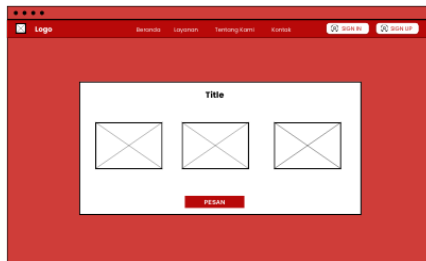 Logo Beranda Layanan Tentang Kami Kontak SIGN IN SIGN UP
Title
PESAN